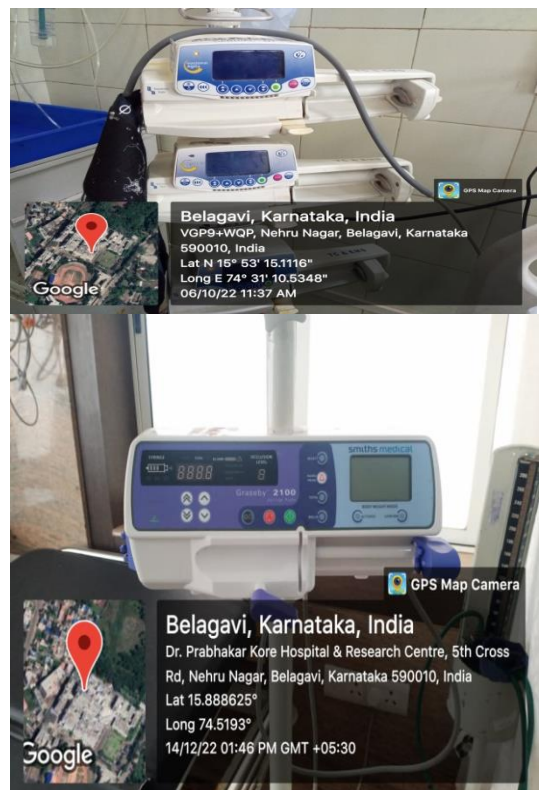 GPS Map Camera
Belagavi, Karnataka, India
VGP9+WQP, Nehru Nagar, Belagavi, Karnataka
590010, India
Lat N 15° 53' 15.1116"
Long E 74° 31' 10.5348"
06/10/22 11:37 AM
Google
smiths medical
Graseby 2100
GPS Map Camera
Belagavi, Karnataka, India
Dr. Prabhakar Kore Hospital & Research Centre, 5th Cross
Rd, Nehru Nagar, Belagavi, Karnataka 590010, India
Lat 15.888625°
Long 74.5193°
14/12/22 01:46 PM GMT +05:30
Google